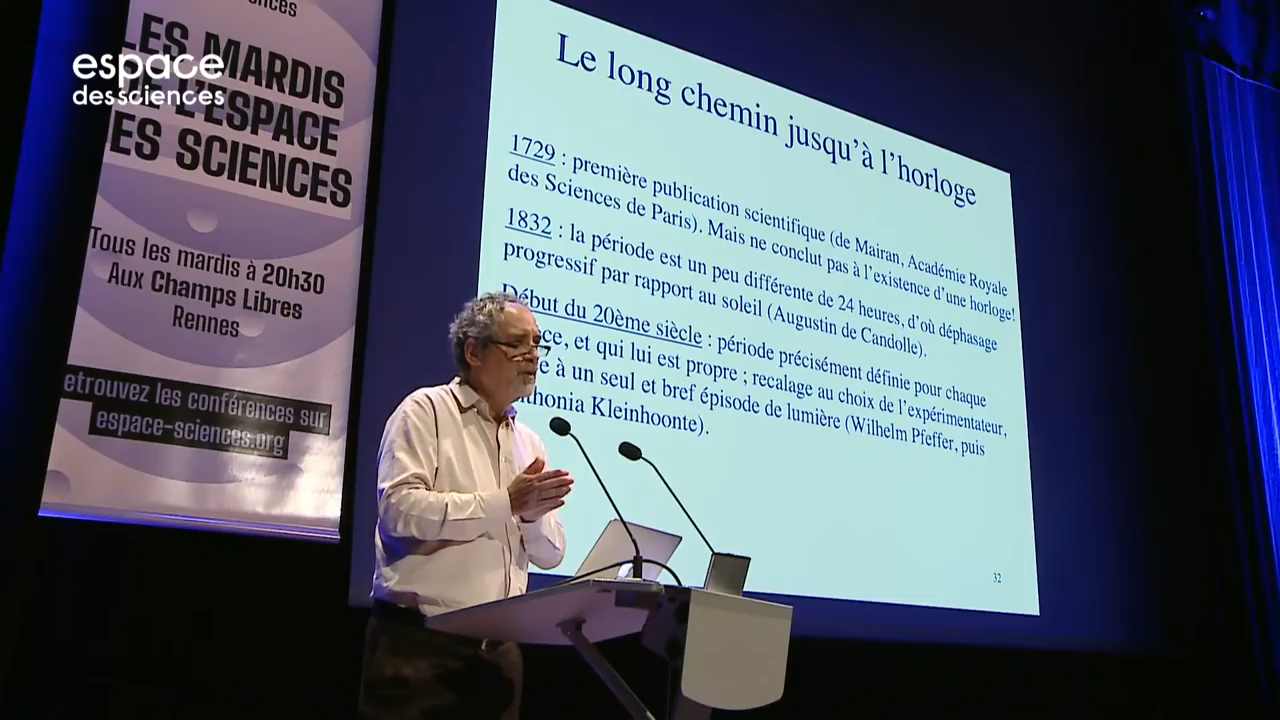 ences
LES MARDIS
DE L'ESPACE
ES SCIENCES
espace
des sciences
Tous les mardis à 20h30
Aux Champs Libres
Rennes
etrouvez les conférences sur
espace-sciences.org
Le long chemin jusqu'à l'horloge
1729 : première publication scientifique (de Mairan, Académie Royale
des Sciences de Paris). Mais ne conclut pas à l'existence d'une horloge!
1832 : la période est un peu différente de 24 heures, d'où déphasage
progressif par rapport au soleil (Augustin de Candolle).
Début du 20ème siècle : période précisément définie pour chaque
ce, et qui lui est propre ; recalage au choix de l'expérimentateur,
e à un seul et bref épisode de lumière (Wilhelm Pfeffer, puis
thonia Kleinhoonte).
32